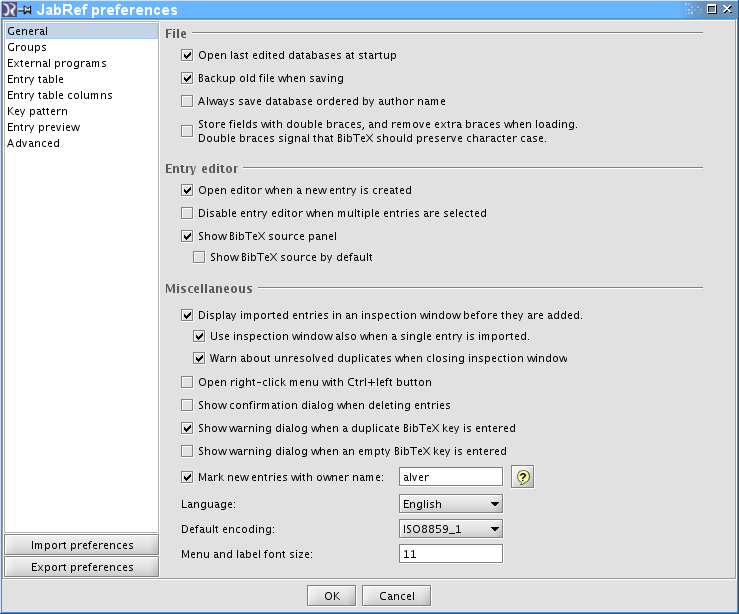 JabRef preferences
General
Groups
External programs
Entry table
Entry table columns
Key pattern
Entry preview
Advanced
Import preferences
Export preferences
File
Open last edited databases at startup
Backup old file when saving
Always save database ordered by author name
Store fields with double braces, and remove extra braces when loading.
Double braces signal that BibTeX should preserve character case.
Entry editor
Open editor when a new entry is created
Disable entry editor when multiple entries are selected
Show BibTeX source panel
Show BibTeX source by default
Miscellaneous
Display imported entries in an inspection window before they are added.
Use inspection window also when a single entry is imported.
Warn about unresolved duplicates when closing inspection window
Open right-click menu with Ctrl+left button
Show confirmation dialog when deleting entries
Show warning dialog when a duplicate BibTeX key is entered
Show warning dialog when an empty BibTeX key is entered
Mark new entries with owner name: alver ?
Language: English
Default encoding: ISO8859_1
Menu and label font size: 11
OK Cancel